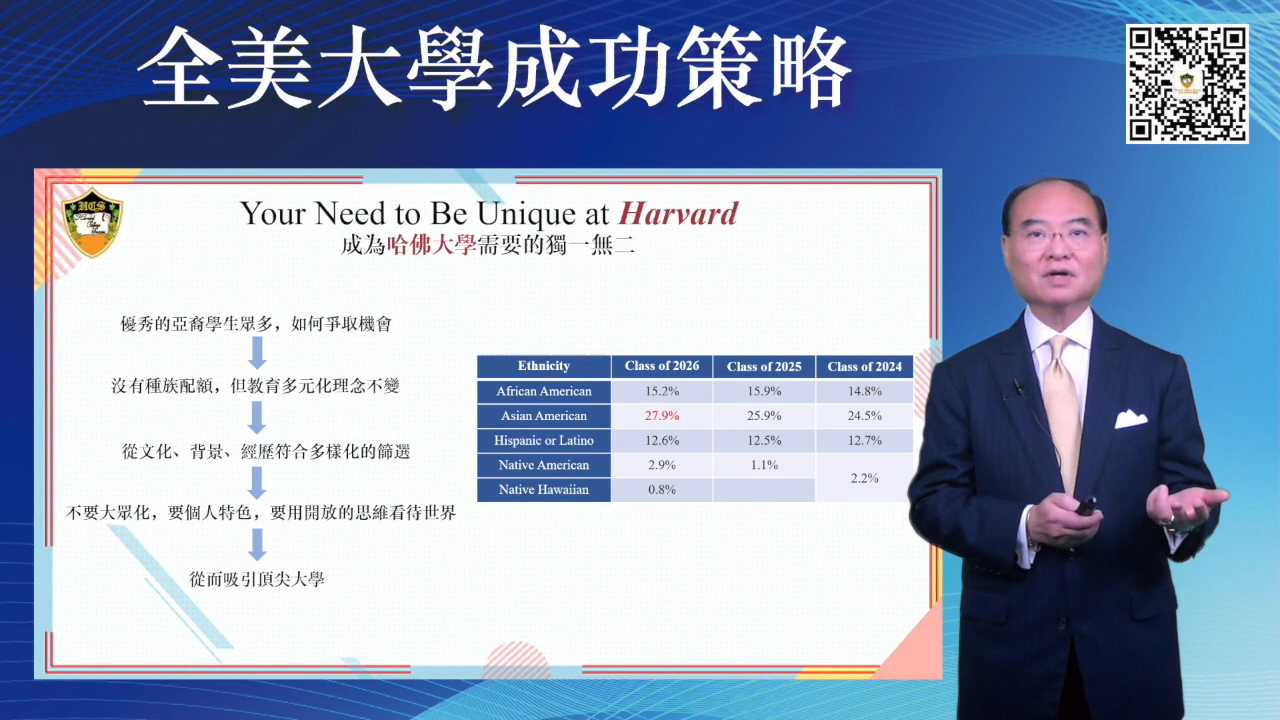 全美大學成功策略
HCS
Your Need to Be Unique at Harvard
成為哈佛大學需要的獨一無二
優秀的亞裔學生眾多，如何爭取機會
沒有種族配額，但教育多元化理念不變
從文化、背景、經歷符合多樣化的篩選
不要大眾化，要個人特色，要用開放的思維看待世界
從而吸引頂尖大學
Ethnicity Class of 2026 Class of 2025 Class of 2024
African American 15.2% 15.9% 14.8%
Asian American 27.9% 25.9% 24.5%
Hispanic or Latino 12.6% 12.5% 12.7%
Native American 2.9% 1.1% 2.2%
Native Hawaiian 0.8%